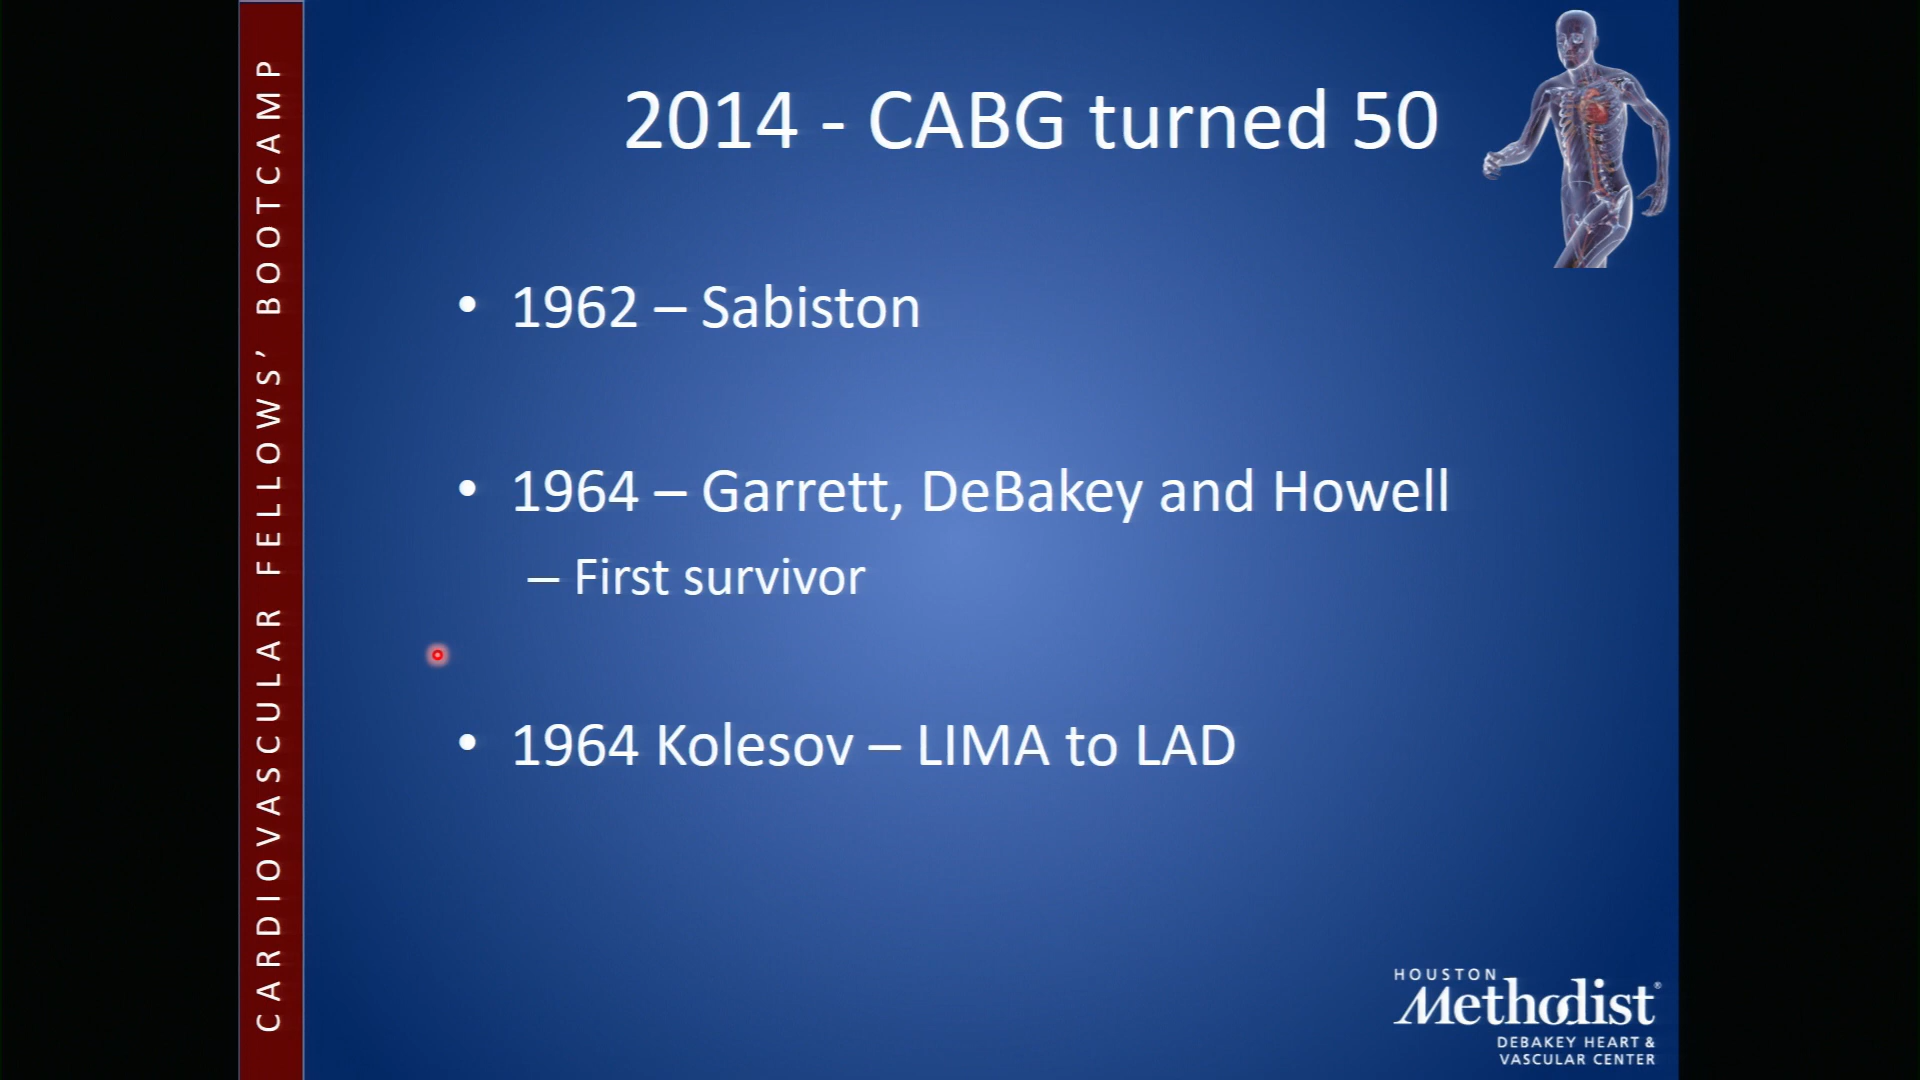 CARDIOVASCULAR FELLOWS' BOOTCAMP
2014 - CABG turned 50
• 1962 – Sabiston
• 1964 – Garrett, DeBakey and Howell
– First survivor
• 1964 Kolesov – LIMA to LAD
HOUSTON
Methodist®
DEBAKEY HEART &
VASCULAR CENTER